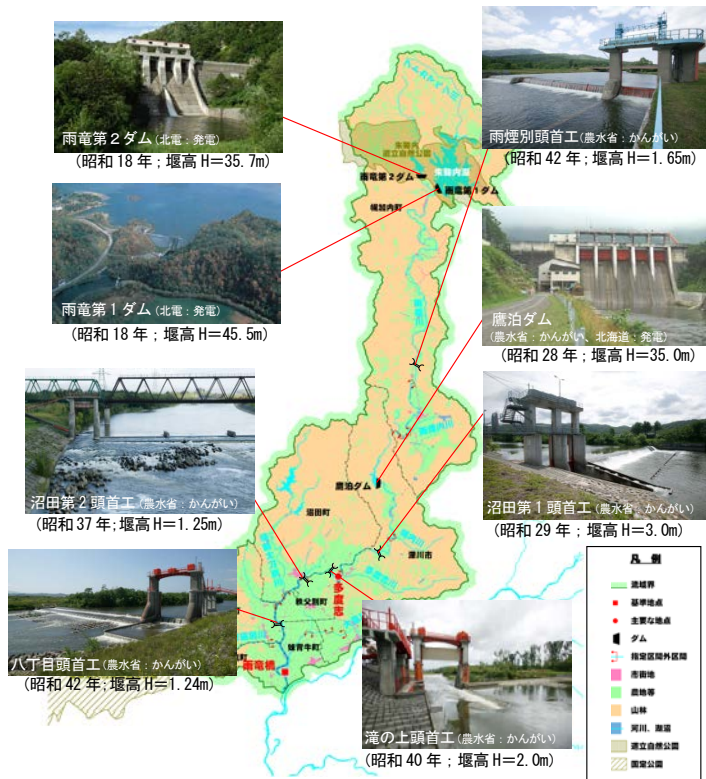 雨竜第２ダム（北電：発電）
（昭和 18 年 ; 堰高 H＝35.7m）
雨竜第１ダム（北電：発電）
（昭和 18 年 ; 堰高 H＝45.5m）
沼田第２頭首工（農水省：かんがい）
（昭和 37 年; 堰高 H＝1.25m）
八丁目頭首工（農水省：かんがい）
（昭和 42 年; 堰高 H＝1.24m）
雨煙別頭首工（農水省：かんがい）
（昭和 42 年 ; 堰高 H＝1.65m）
鷹泊ダム
（農水省：かんがい、北海道：発電）
（昭和 28 年 ; 堰高 H＝35.0m）
沼田第１頭首工（農水省：かんがい）
（昭和 29 年 ; 堰高 H＝3.0m）
滝の上頭首工（農水省：かんがい）
（昭和 40 年 ; 堰高 H＝2.0m）
朱鞠内
道立自然公園
朱鞠内湖
雨竜第２ダム
雨竜第１ダム
幌加内町
鷹泊ダム
沼田町
深川市
多度志
秩父別町
妹背牛町
雨竜橋
凡 例
流域界
基準地点
主要な地点
ダム
指定区間外区間
市街地
農地等
山林
河川、湖沼
道立自然公園
国定公園